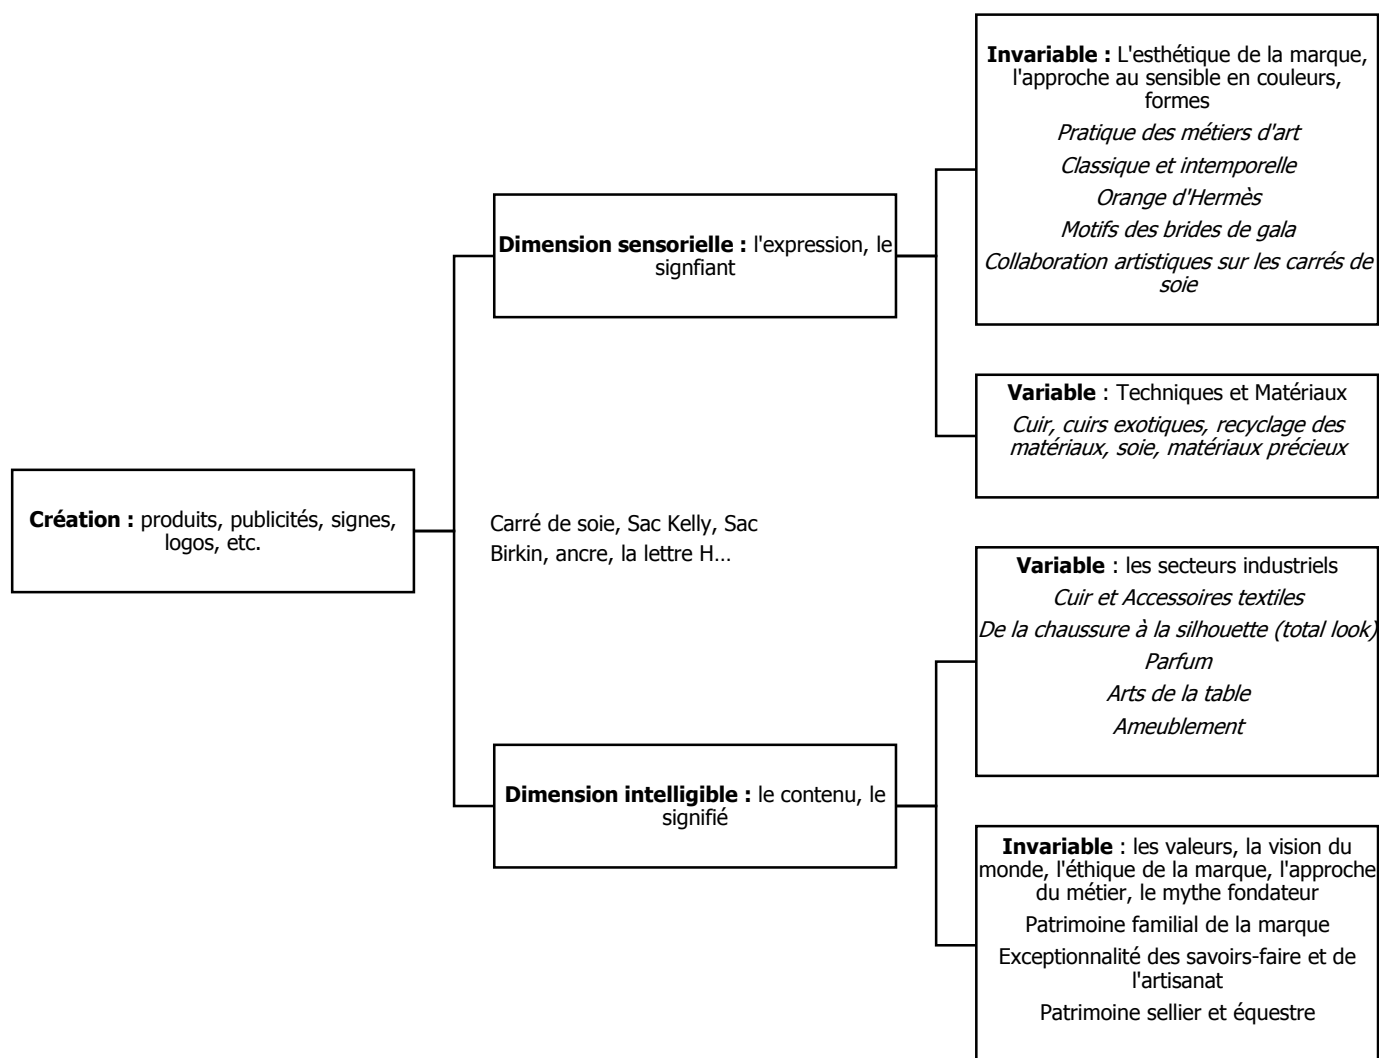 Création : produits, publicités, signes,
logos, etc.
Dimension sensorielle : l'expression, le
signfiant
Invariable : L'esthétique de la marque,
l'approche au sensible en couleurs,
formes
Pratique des métiers d'art
Classique et intemporelle
Orange d'Hermès
Motifs des brides de gala
Collaboration artistiques sur les carrés de
soie
Variable : Techniques et Matériaux
Cuir, cuirs exotiques, recyclage des
matériaux, soie, matériaux précieux
Carré de soie, Sac Kelly, Sac
Birkin, ancre, la lettre H…
Dimension intelligible : le contenu, le
signifié
Variable : les secteurs industriels
Cuir et Accessoires textiles
De la chaussure à la silhouette (total look)
Parfum
Arts de la table
Ameublement
Invariable : les valeurs, la vision du
monde, l'éthique de la marque, l'approche
du métier, le mythe fondateur
Patrimoine familial de la marque
Exceptionnalité des savoirs-faire et de
l'artisanat
Patrimoine sellier et équestre